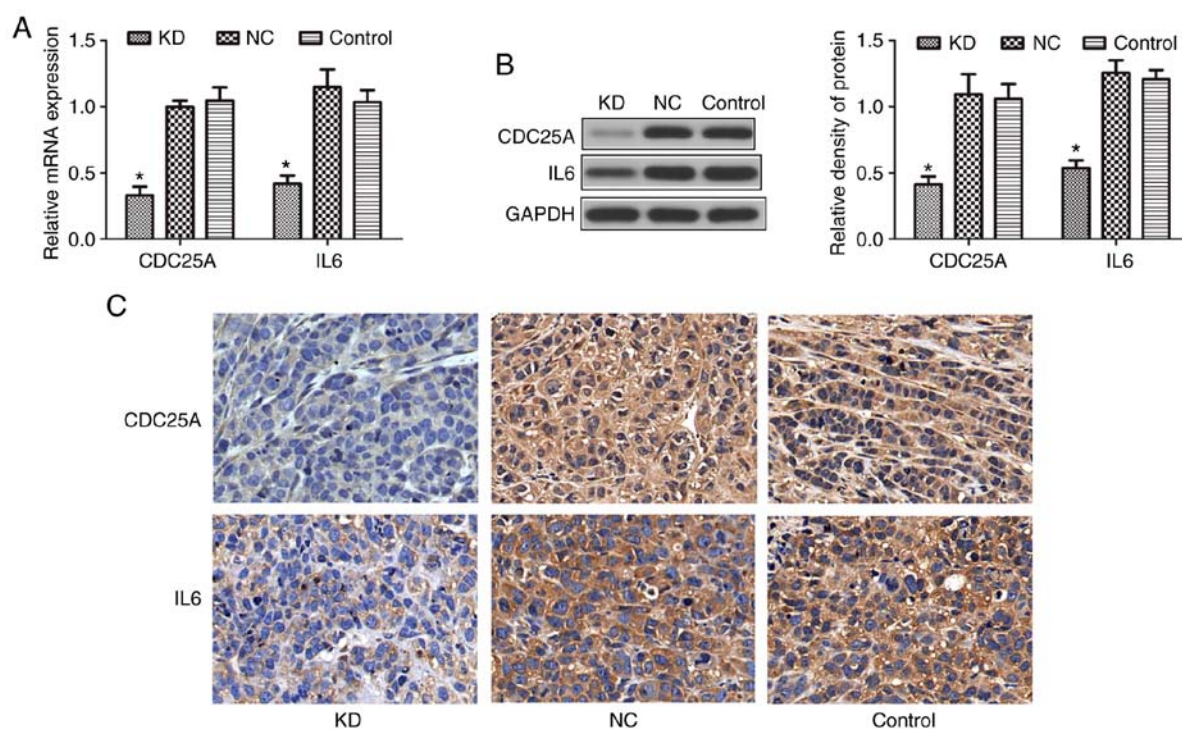 A
Relative mRNA expression
1.5
1.0
0.5
0.0
KD NC Control
*
*
CDC25A IL6
B
KD NC Control
CDC25A
IL6
GAPDH
Relative density of protein
1.5
1.0
0.5
0.0
KD NC Control
*
*
CDC25A IL6
C
CDC25A
IL6
KD NC Control